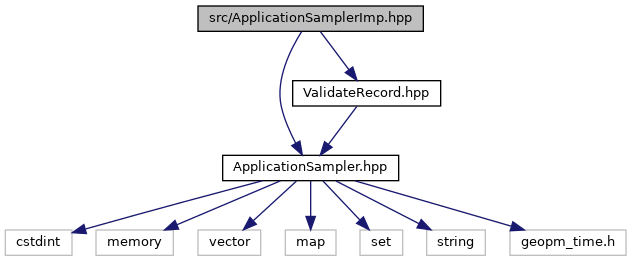 src/ApplicationSamplerImp.hpp
ValidateRecord.hpp
ApplicationSampler.hpp
cstdint
memory
vector
map
set
string
geopm_time.h